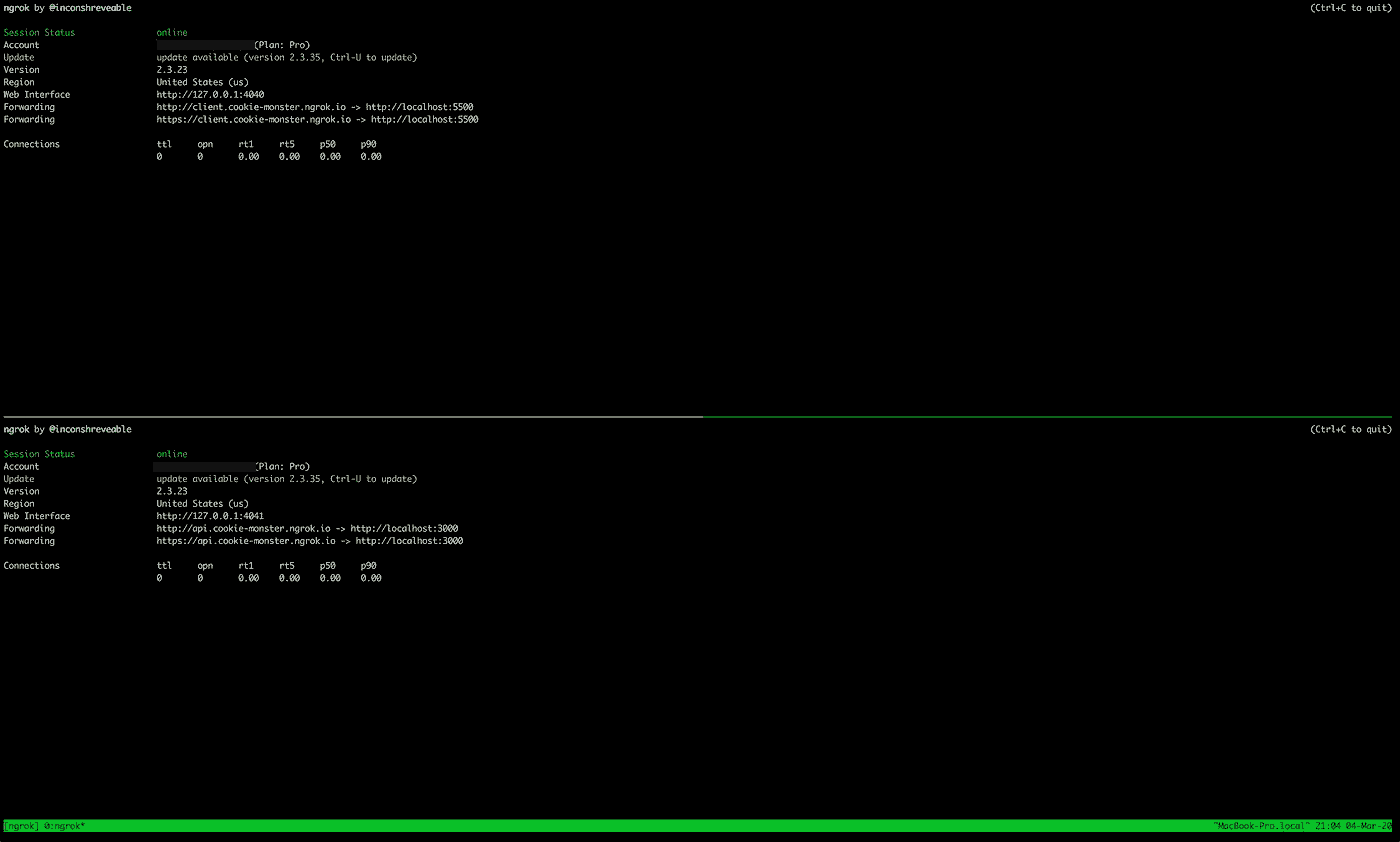 ngrok by @inconshreveable (Ctrl+C to quit)
Session Status online
Account (Plan: Pro)
Update update available (version 2.3.35, Ctrl-U to update)
Version 2.3.23
Region United States (us)
Web Interface http://127.0.0.1:4040
Forwarding http://client.cookie-monster.ngrok.io -> http://localhost:5500
Forwarding https://client.cookie-monster.ngrok.io -> http://localhost:5500
Connections ttl opn rt1 rt5 p50 p90
0 0 0.00 0.00 0.00 0.00
ngrok by @inconshreveable (Ctrl+C to quit)
Session Status online
Account (Plan: Pro)
Update update available (version 2.3.35, Ctrl-U to update)
Version 2.3.23
Region United States (us)
Web Interface http://127.0.0.1:4041
Forwarding http://api.cookie-monster.ngrok.io -> http://localhost:3000
Forwarding https://api.cookie-monster.ngrok.io -> http://localhost:3000
Connections ttl opn rt1 rt5 p50 p90
0 0 0.00 0.00 0.00 0.00
[ngrok] 0:ngrok* "MacBook-Pro.local" 21:04 04-Mar-20